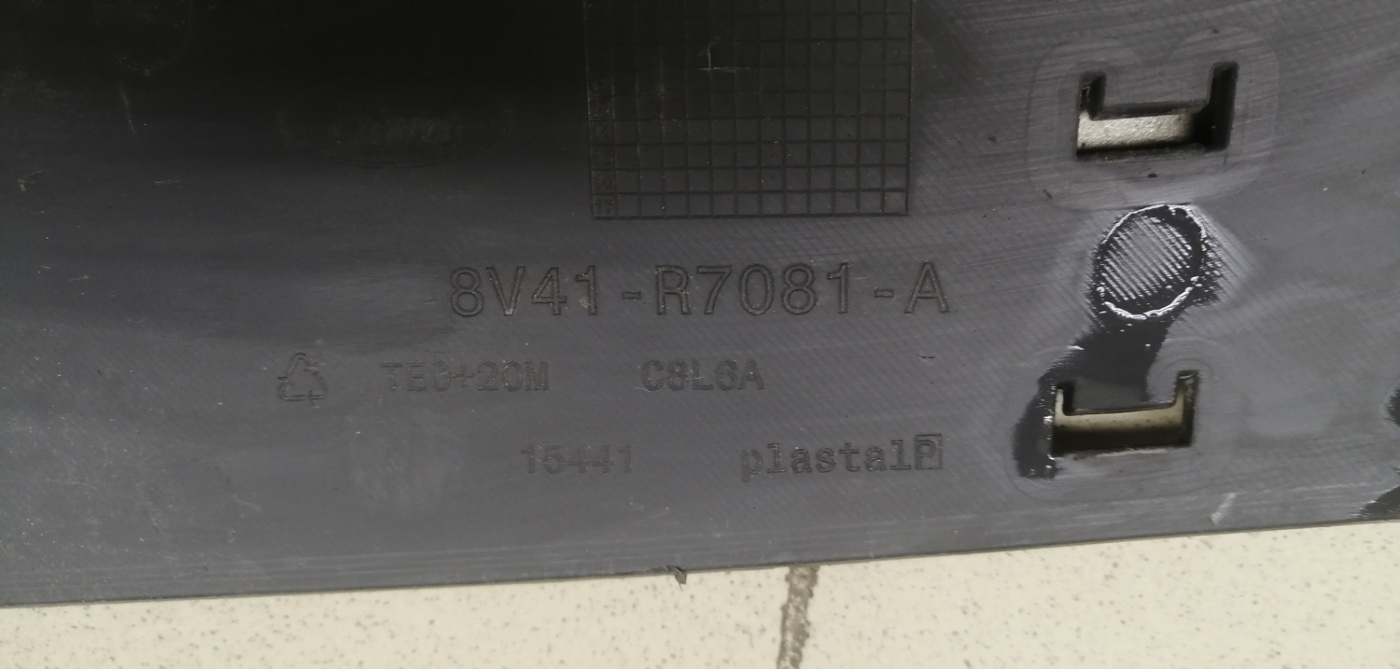 8V41-R7081-A
TEO+20M C8L6A
15441 plastal P